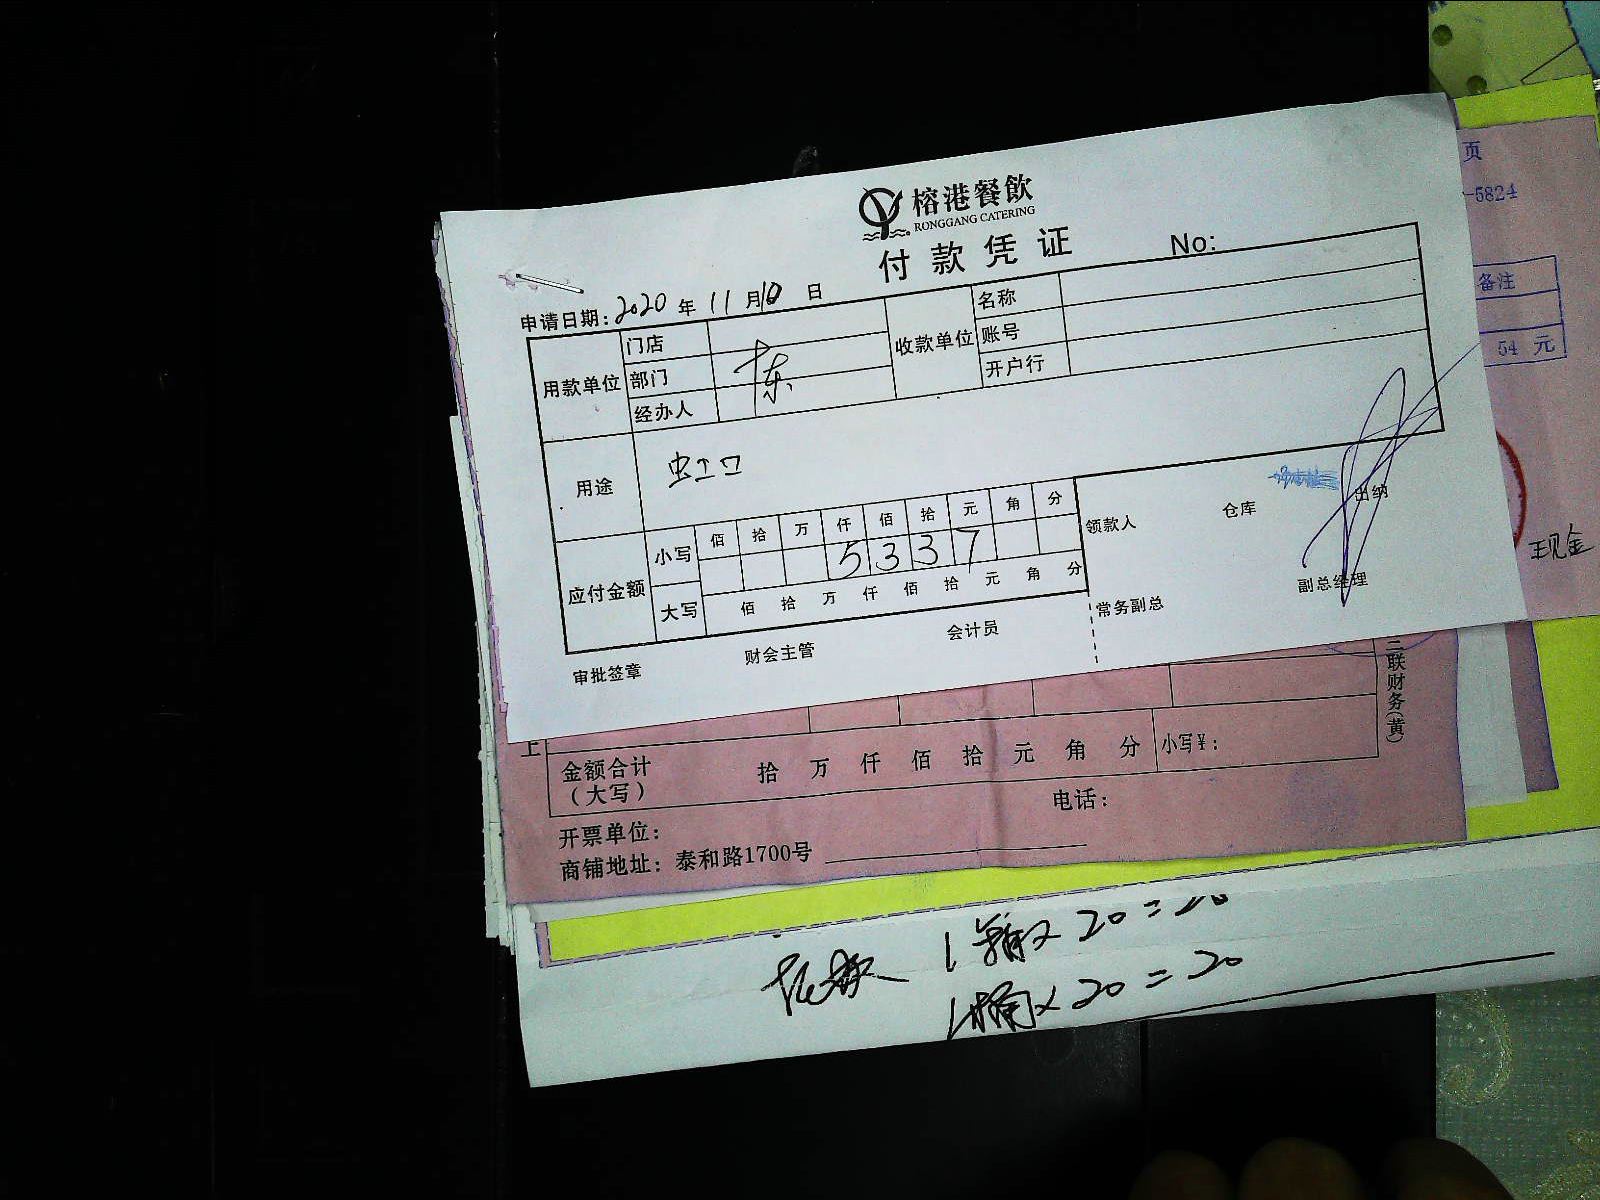 榕港餐飲
RONGGANG CATERING
付款凭证 No:
申请日期: 2020 年 11 月 10 日
用款单位 门店 收款单位 名称
部门 账号
经办人 开户行
用途 虹口
应付金额 小写 佰 拾 万 仟 佰 拾 元 角 分
5 3 3 7
大写 佰 拾 万 仟 佰 拾 元 角 分
领款人 仓库 出纳
常务副总 副总经理
审批签章 财会主管 会计员
页
-5824
备注
54 元
现金
二联财务(黄)
上
金额合计 拾 万 仟 佰 拾 元 角 分 小写¥:
(大写)
开票单位: 电话:
商铺地址: 泰和路1700号
20 = 20
20 = 20